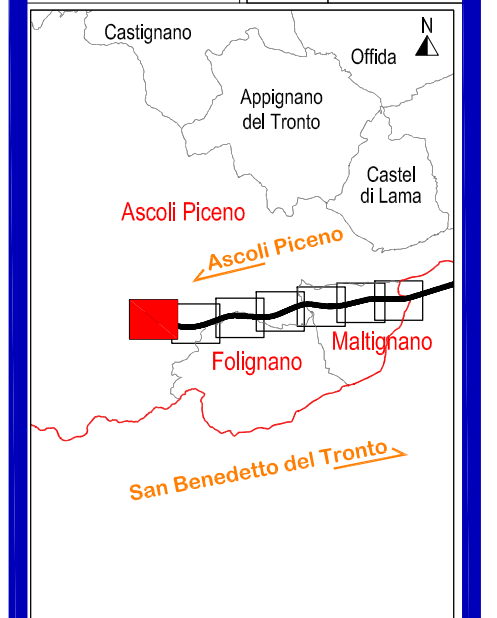 Castignano
N
Offida
Appignano
del Tronto
Castel
di Lama
Ascoli Piceno
Ascoli Piceno
Maltignano
Folignano
San Benedetto del Tronto